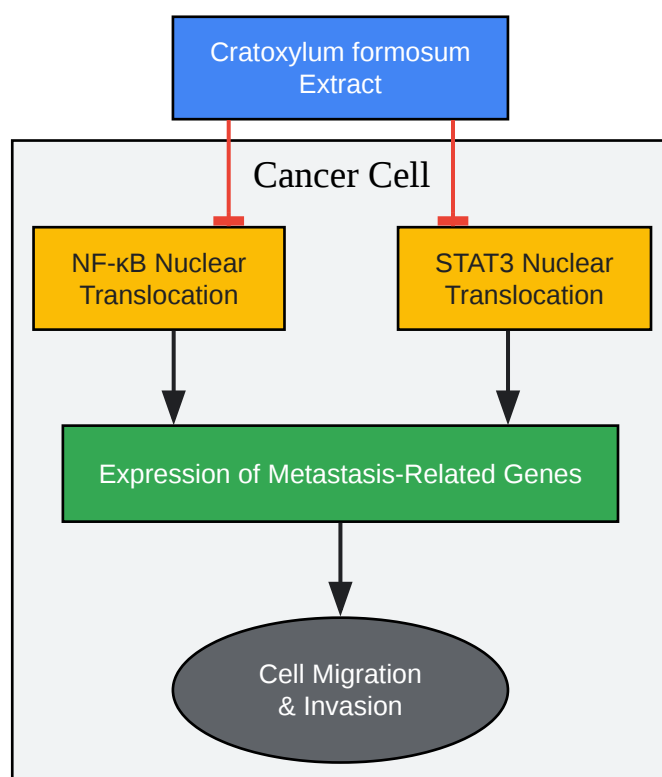 Cratoxylum formosum
Extract
Cancer Cell
NF-κB Nuclear
Translocation
STAT3 Nuclear
Translocation
Expression of Metastasis-Related Genes
Cell Migration
& Invasion